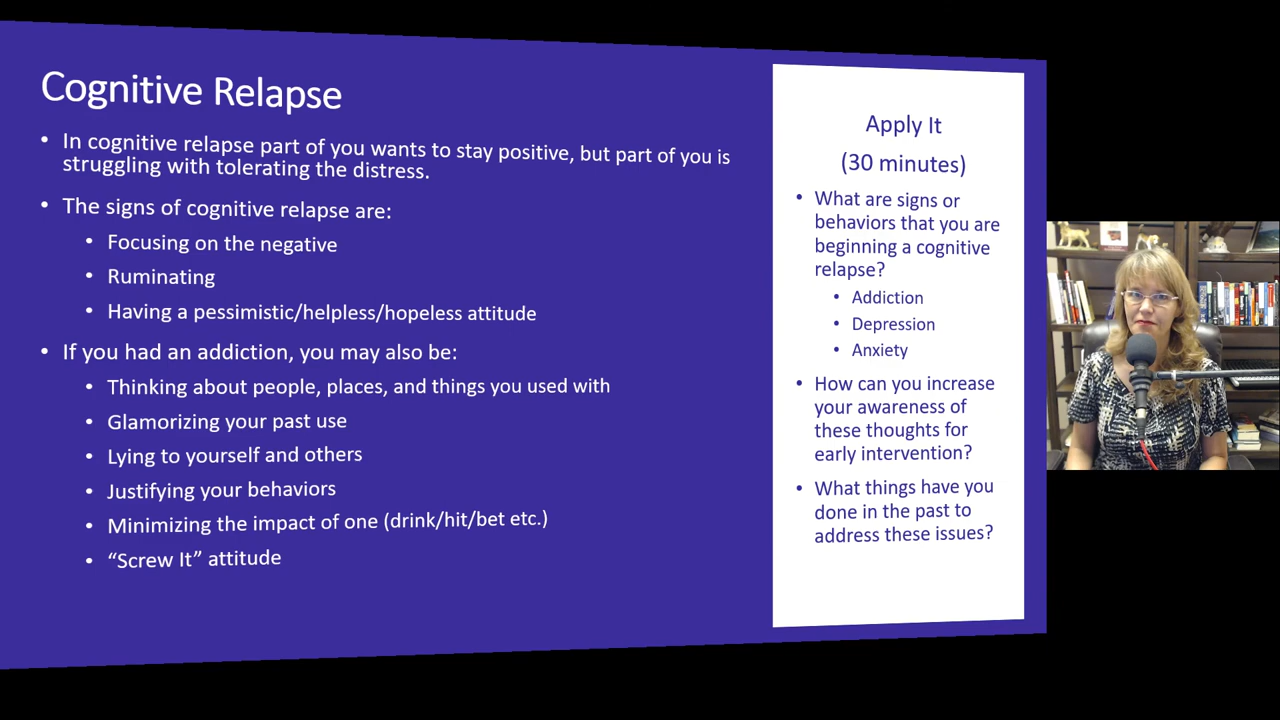 Cognitive Relapse
• In cognitive relapse part of you wants to stay positive, but part of you is
struggling with tolerating the distress.
• The signs of cognitive relapse are:
• Focusing on the negative
• Ruminating
• Having a pessimistic/helpless/hopeless attitude
• If you had an addiction, you may also be:
• Thinking about people, places, and things you used with
• Glamorizing your past use
• Lying to yourself and others
• Justifying your behaviors
• Minimizing the impact of one (drink/hit/bet etc.)
• “Screw It” attitude
Apply It
(30 minutes)
• What are signs or
behaviors that you are
beginning a cognitive
relapse?
• Addiction
• Depression
• Anxiety
• How can you increase
your awareness of
these thoughts for
early intervention?
• What things have you
done in the past to
address these issues?